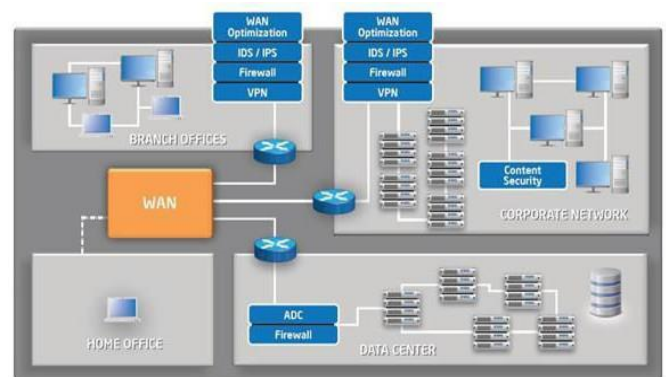 WAN
Optimization
IDS / IPS
Firewall
VPN
WAN
Optimization
IDS / IPS
Firewall
VPN
BRANCH OFFICES
Content
Security
WAN
CORPORATE NETWORK
ADC
Firewall
HOME OFFICE
DATA CENTER